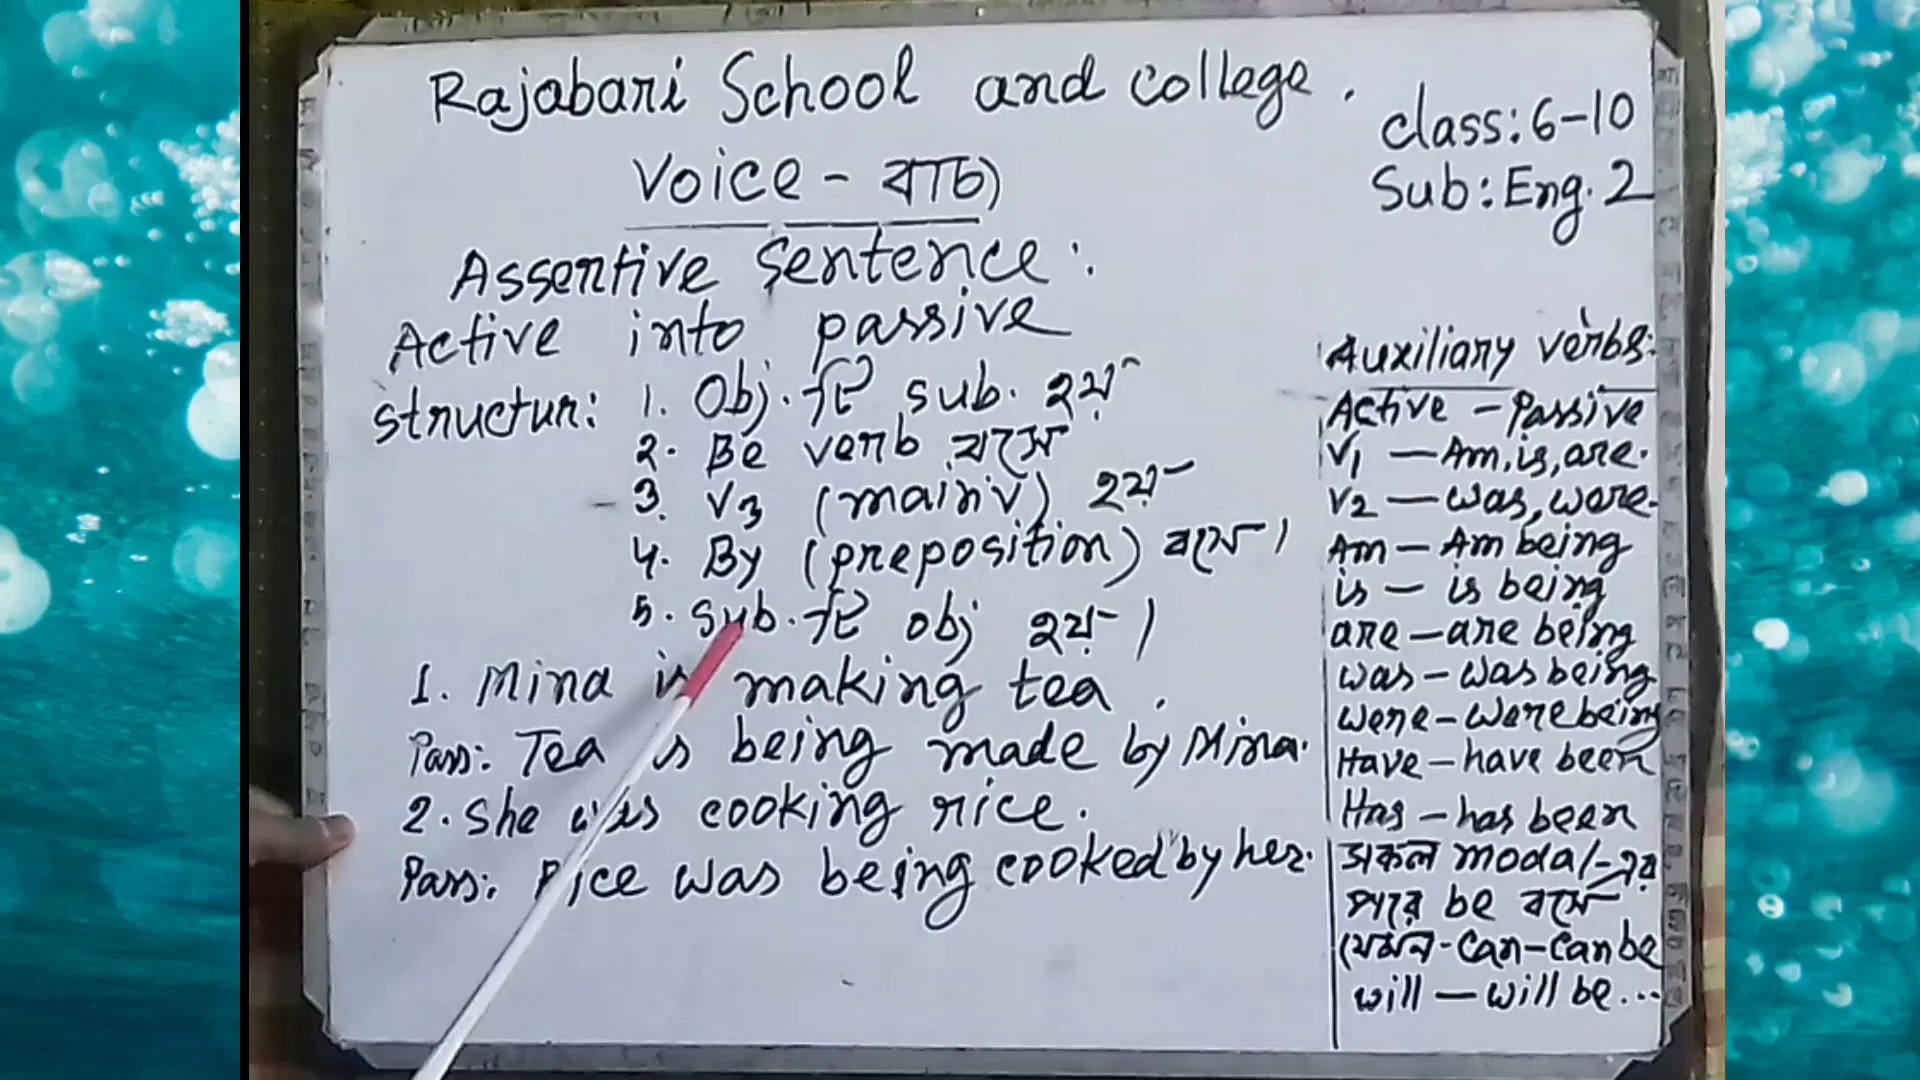 Rajabari School and college.
class: 6-10
Sub: Eng. 2
Voice - বাচ্য
Assertive Sentence:
Active into passive
structur: 1. Obj. টি sub. হয়
2. Be verb বসে
3. V3 (main v) হয়
4. By (preposition) বসে।
5. Sub. টি obj হয়।
1. Mina is making tea.
Pass: Tea is being made by Mina.
2. She was cooking rice.
Pass: Rice was being cooked by her.
Auxiliary verbs:
Active - Passive
V1 - Am, is, are.
V2 - was, were.
Am - Am being
is - is being
are - are being
was - was being
were - were being
Have - have been
Has - has been
সকল modal-এর
পরে be বসে
যেমন- can - can be
will - will be...